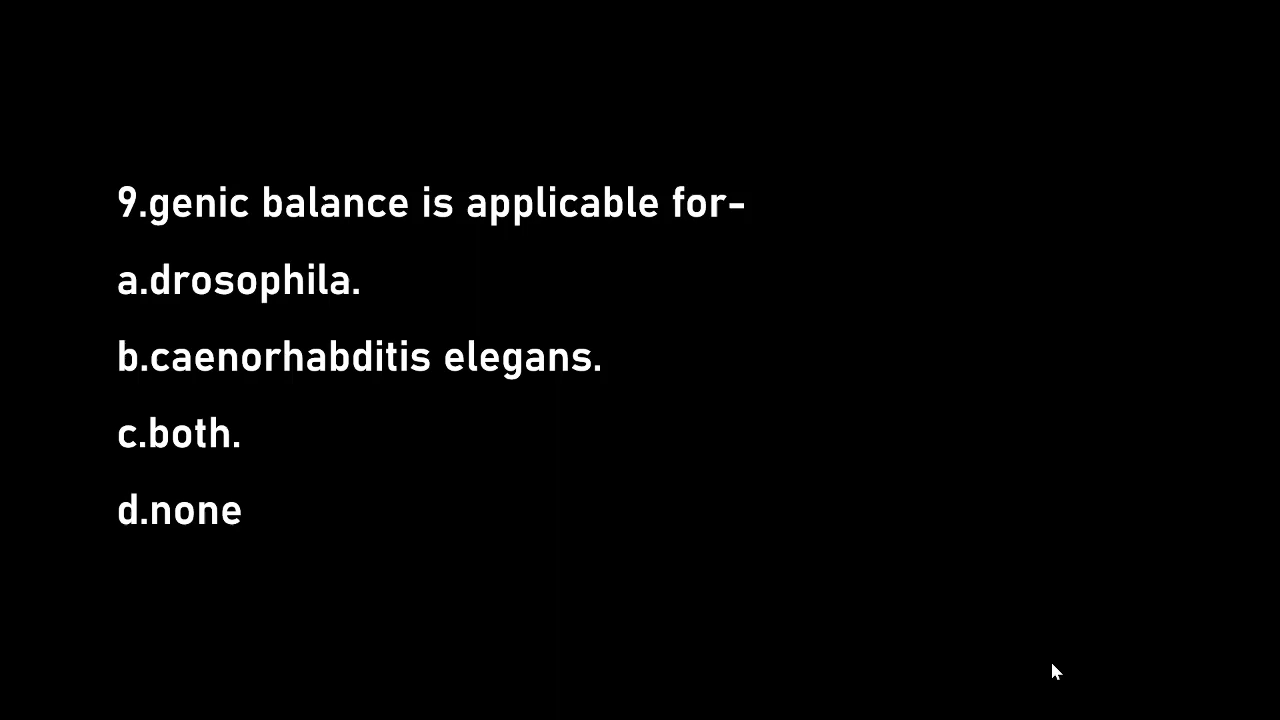 9.genic balance is applicable for-
a.drosophila.
b.caenorhabditis elegans.
c.both.
d.none